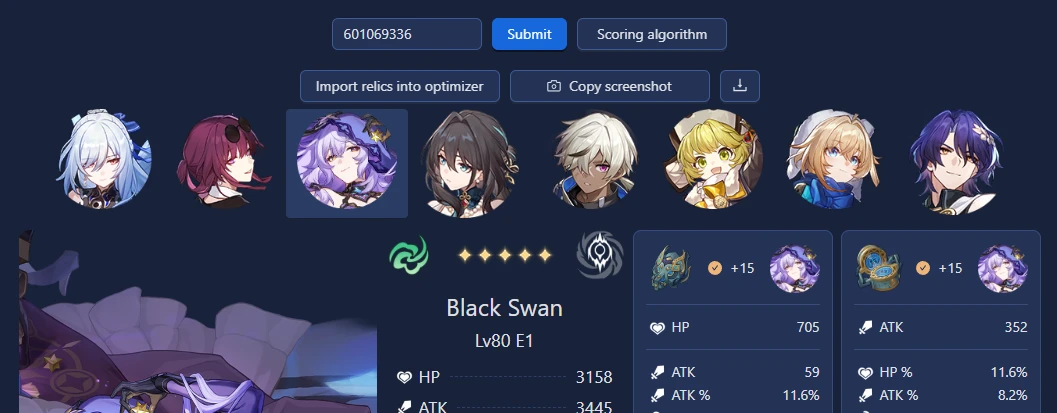 601069336 Submit Scoring algorithm
Import relics into optimizer Copy screenshot
+15 +15
Black Swan
Lv80 E1
HP 705 ATK 352
HP 3158 ATK 59 HP % 11.6%
ATK 3445 ATK % 11.6% ATK % 8.2%